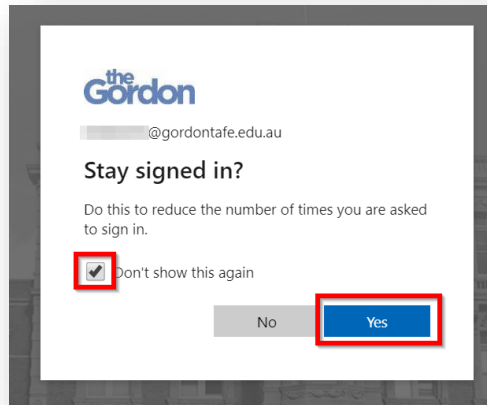 the
Gordon
@gordontafe.edu.au
Stay signed in?
Do this to reduce the number of times you are asked
to sign in.
Don't show this again
No Yes